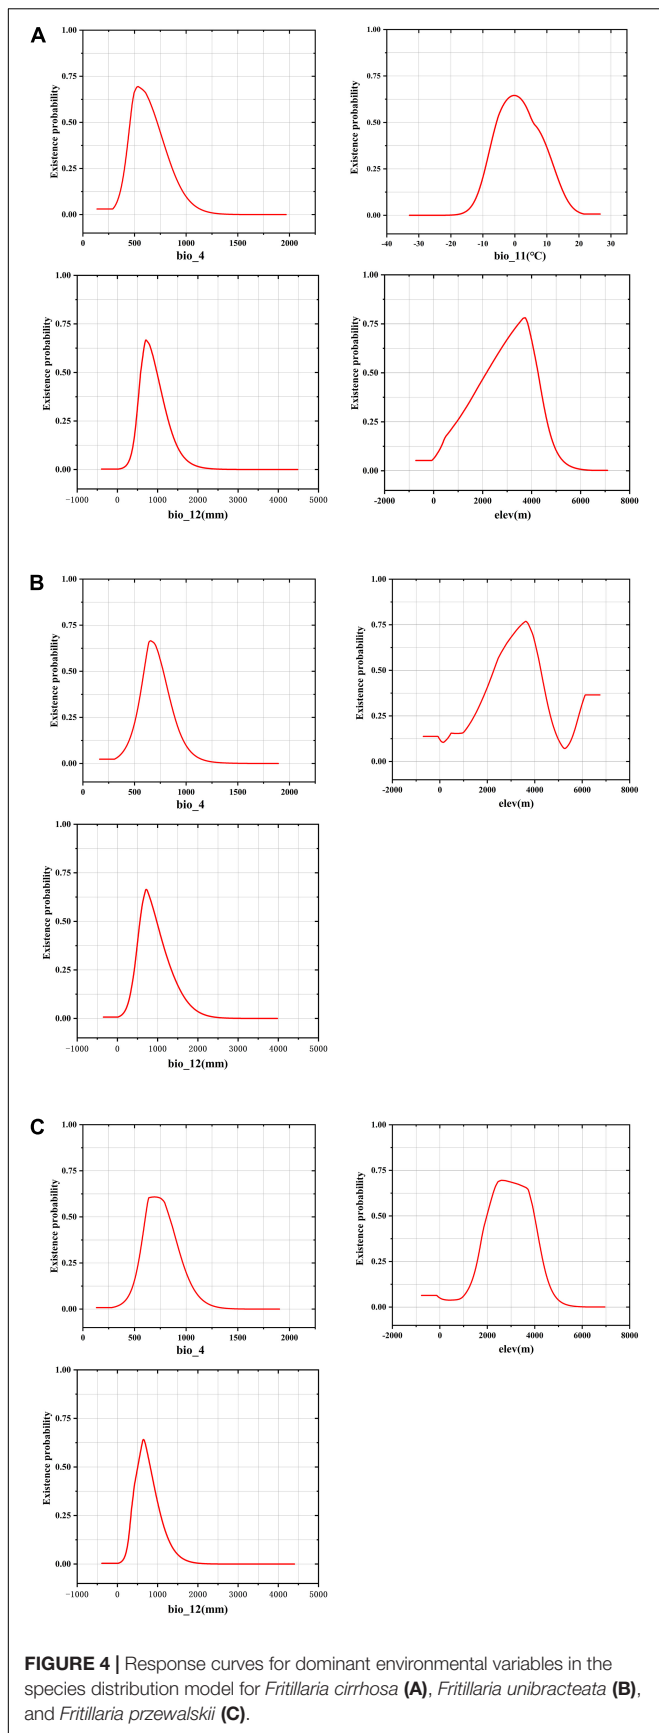 A
1.00
0.75
0.50
0.25
0.00
Existence probability
0 500 1000 1500 2000
bio_4
1.00
0.75
0.50
0.25
0.00
Existence probability
-40 -30 -20 -10 0 10 20 30
bio_11(°C)
1.00
0.75
0.50
0.25
0.00
Existence probability
-1000 0 1000 2000 3000 4000 5000
bio_12(mm)
1.00
0.75
0.50
0.25
0.00
Existence probability
-2000 0 2000 4000 6000 8000
elev(m)
B
1.00
0.75
0.50
0.25
0.00
Existence probability
0 500 1000 1500 2000
bio_4
1.00
0.75
0.50
0.25
0.00
Existence probability
-2000 0 2000 4000 6000 8000
elev(m)
1.00
0.75
0.50
0.25
0.00
Existence probability
-1000 0 1000 2000 3000 4000 5000
bio_12(mm)
C
1.00
0.75
0.50
0.25
0.00
Existence probability
0 500 1000 1500 2000
bio_4
1.00
0.75
0.50
0.25
0.00
Existence probability
-2000 0 2000 4000 6000 8000
elev(m)
1.00
0.75
0.50
0.25
0.00
Existence probability
-1000 0 1000 2000 3000 4000 5000
bio_12(mm)
FIGURE 4 | Response curves for dominant environmental variables in the
species distribution model for Fritillaria cirrhosa (A), Fritillaria unibracteata (B),
and Fritillaria przewalskii (C).